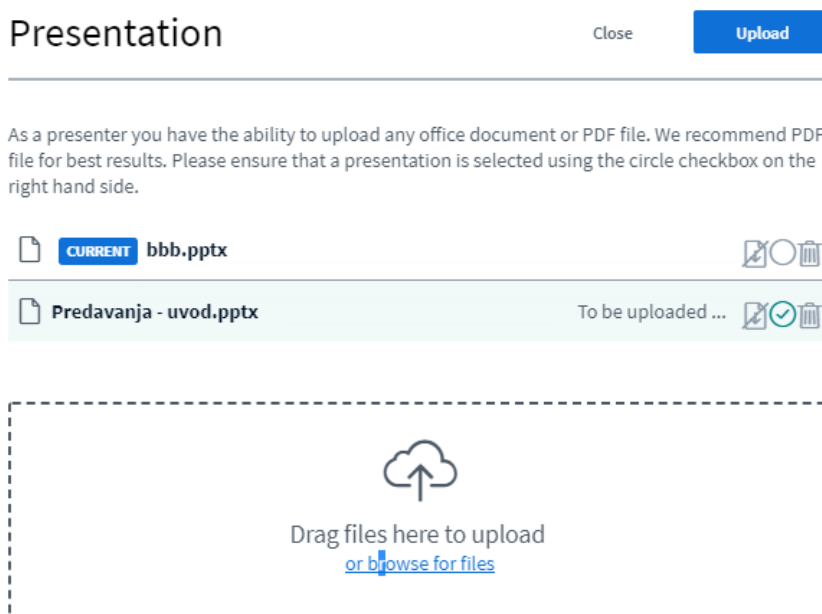 Presentation
Close
Upload
As a presenter you have the ability to upload any office document or PDF file. We recommend PDF
file for best results. Please ensure that a presentation is selected using the circle checkbox on the
right hand side.
CURRENT bbb.pptx
Predavanja - uvod.pptx To be uploaded ...
Drag files here to upload
or browse for files